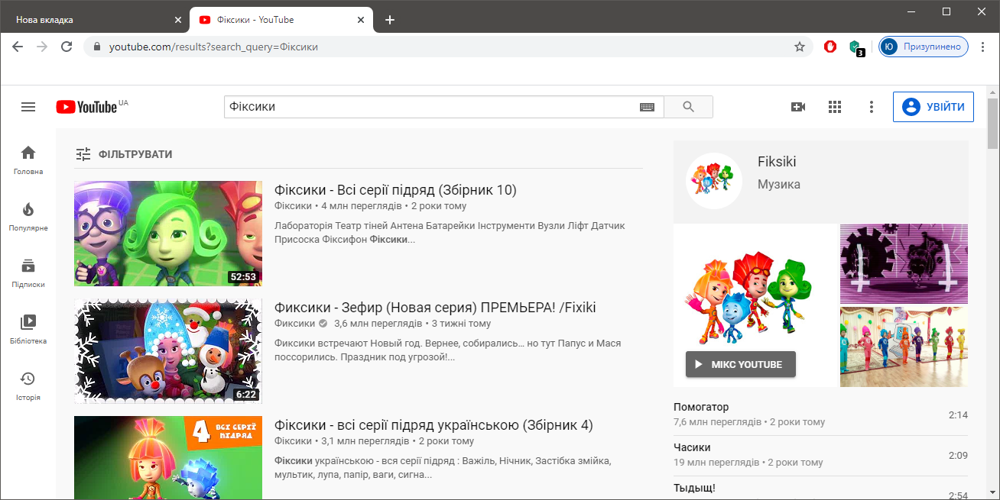 Нова вкладка
Фіксики - YouTube
youtube.com/results?search_query=Фіксики
3
Ю Призупинено
YouTube UA
Фіксики
УВІЙТИ
Головна
Популярне
Підписки
Бібліотека
Історія
ФІЛЬТРУВАТИ
52:53
Фіксики - Всі серії підряд (Збірник 10)
Фіксики • 4 млн переглядів • 2 роки тому
Лабораторія Театр тіней Антена Батарейки Інструменти Вузли Ліфт Датчик
Присоска Фіксифон Фіксики...
6:22
Фиксики - Зефир (Новая серия) ПРЕМЬЕРА! /Fixiki
Фиксики 3,6 млн переглядів • 3 тижні тому
Фиксики встречают Новый год. Вернее, собирались… но тут Папус и Мася
поссорились. Праздник под угрозой!...
4 ВСІ СЕРІЇ
ПІДРЯД
Фіксики - всі серії підряд українською (Збірник 4)
Фіксики • 3,1 млн переглядів • 2 роки тому
Фіксики українською - вся серії підряд : Важіль, Нічник, Застібка змійка,
мультик, лупа, папір, ваги, сигна...
Fiksiki
Музика
МІКС YOUTUBE
Помогатор
7,6 млн переглядів • 2 роки тому
2:14
Часики
19 млн переглядів • 2 роки тому
2:09
Тыдыщ!
2:54